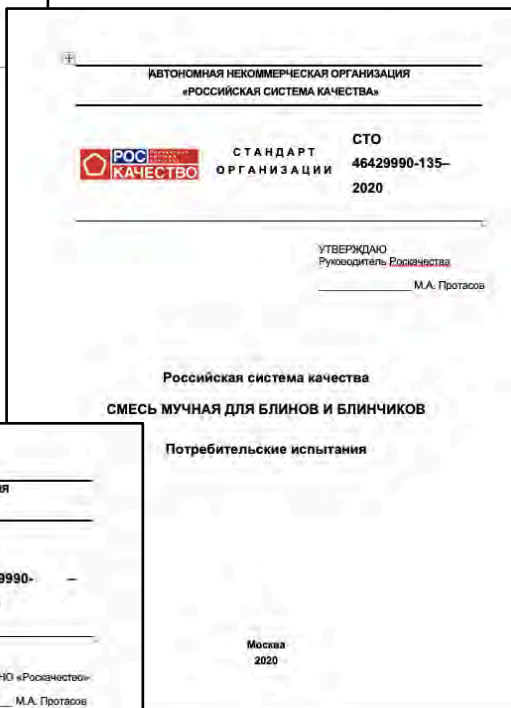 АВТОНОМНАЯ НЕКОММЕРЧЕСКАЯ ОРГАНИЗАЦИЯ
«РОССИЙСКАЯ СИСТЕМА КАЧЕСТВА»
РОС
КАЧЕСТВО
СТАНДАРТ
ОРГАНИЗАЦИИ
СТО
46429990-135–
2020
УТВЕРЖДАЮ
Руководитель Роскачества
М.А. Протасов
Российская система качества
СМЕСЬ МУЧНАЯ ДЛЯ БЛИНОВ И БЛИНЧИКОВ
Потребительские испытания
Москва
2020
ИЯ
9990- –
НО «Роскачество»
М.А. Протасов